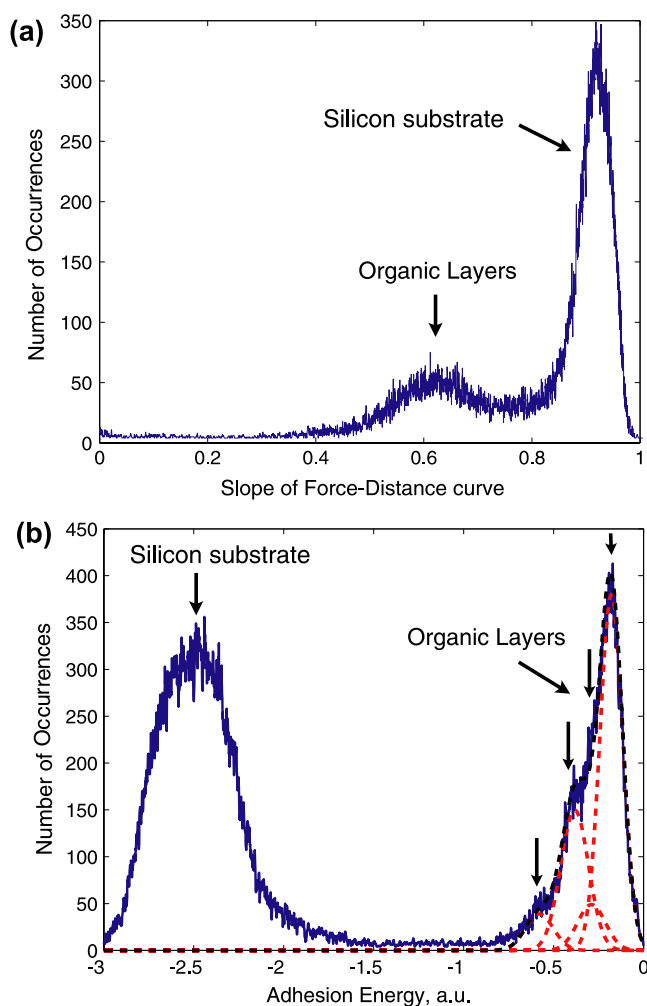 (a)
350
300
250
200
150
100
50
0
Number of Occurrences
Silicon substrate
Organic Layers
0 0.2 0.4 0.6 0.8 1
Slope of Force-Distance curve
(b)
450
400
350
300
250
200
150
100
50
0
Number of Occurrences
Silicon substrate
Organic Layers
-3 -2.5 -2 -1.5 -1 -0.5 0
Adhesion Energy, a.u.